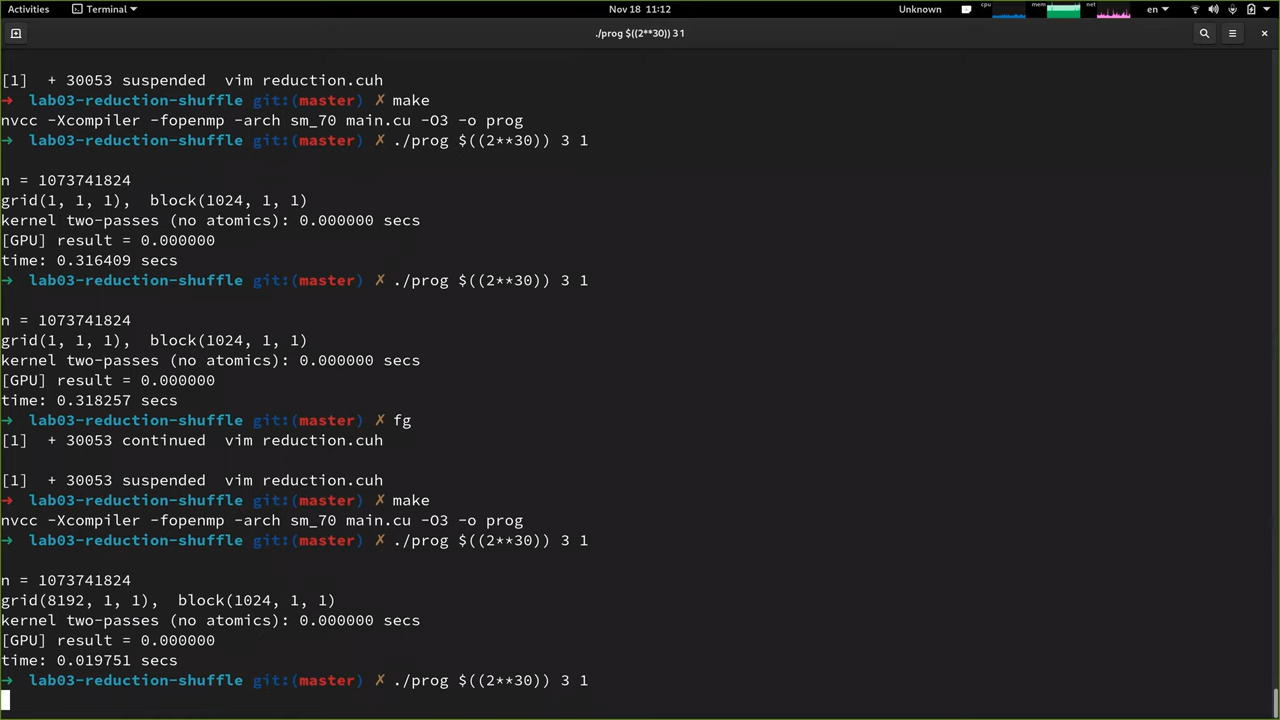 Activities Terminal Nov 18 11:12 Unknown cpu mem net en
./prog $((2**30)) 3 1
[1]  + 30053 suspended  vim reduction.cuh
→  lab03-reduction-shuffle git:(master) ✗ make
nvcc -Xcompiler -fopenmp -arch sm_70 main.cu -O3 -o prog
→  lab03-reduction-shuffle git:(master) ✗ ./prog $((2**30)) 3 1
n = 1073741824
grid(1, 1, 1),  block(1024, 1, 1)
kernel two-passes (no atomics): 0.000000 secs
[GPU] result = 0.000000
time: 0.316409 secs
→  lab03-reduction-shuffle git:(master) ✗ ./prog $((2**30)) 3 1
n = 1073741824
grid(1, 1, 1),  block(1024, 1, 1)
kernel two-passes (no atomics): 0.000000 secs
[GPU] result = 0.000000
time: 0.318257 secs
→  lab03-reduction-shuffle git:(master) ✗ fg
[1]  + 30053 continued  vim reduction.cuh
[1]  + 30053 suspended  vim reduction.cuh
→  lab03-reduction-shuffle git:(master) ✗ make
nvcc -Xcompiler -fopenmp -arch sm_70 main.cu -O3 -o prog
→  lab03-reduction-shuffle git:(master) ✗ ./prog $((2**30)) 3 1
n = 1073741824
grid(8192, 1, 1),  block(1024, 1, 1)
kernel two-passes (no atomics): 0.000000 secs
[GPU] result = 0.000000
time: 0.019751 secs
→  lab03-reduction-shuffle git:(master) ✗ ./prog $((2**30)) 3 1